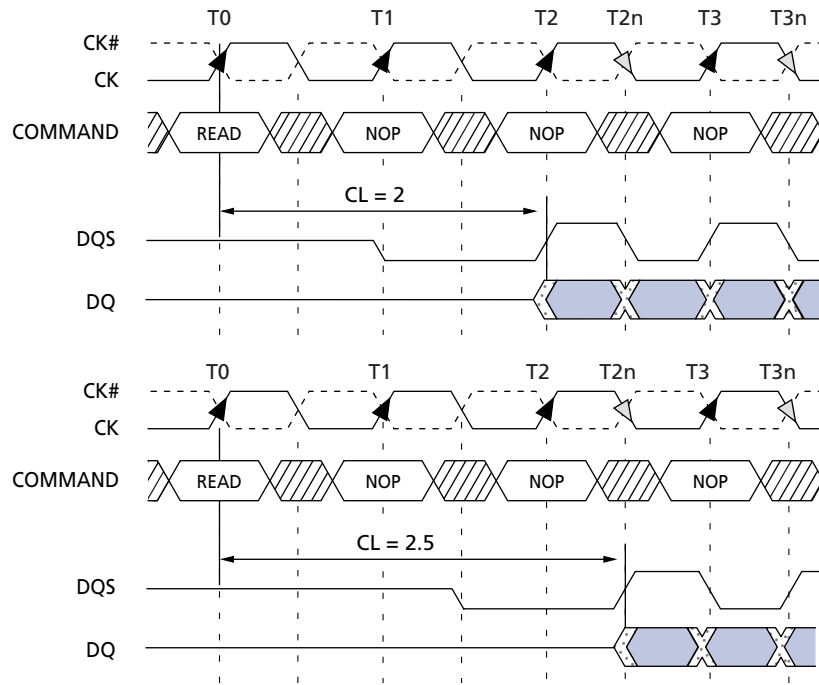 T0 T1 T2 T2n T3 T3n
CK#
CK
COMMAND READ NOP NOP NOP
CL = 2
DQS
DQ
T0 T1 T2 T2n T3 T3n
CK#
CK
COMMAND READ NOP NOP NOP
CL = 2.5
DQS
DQ